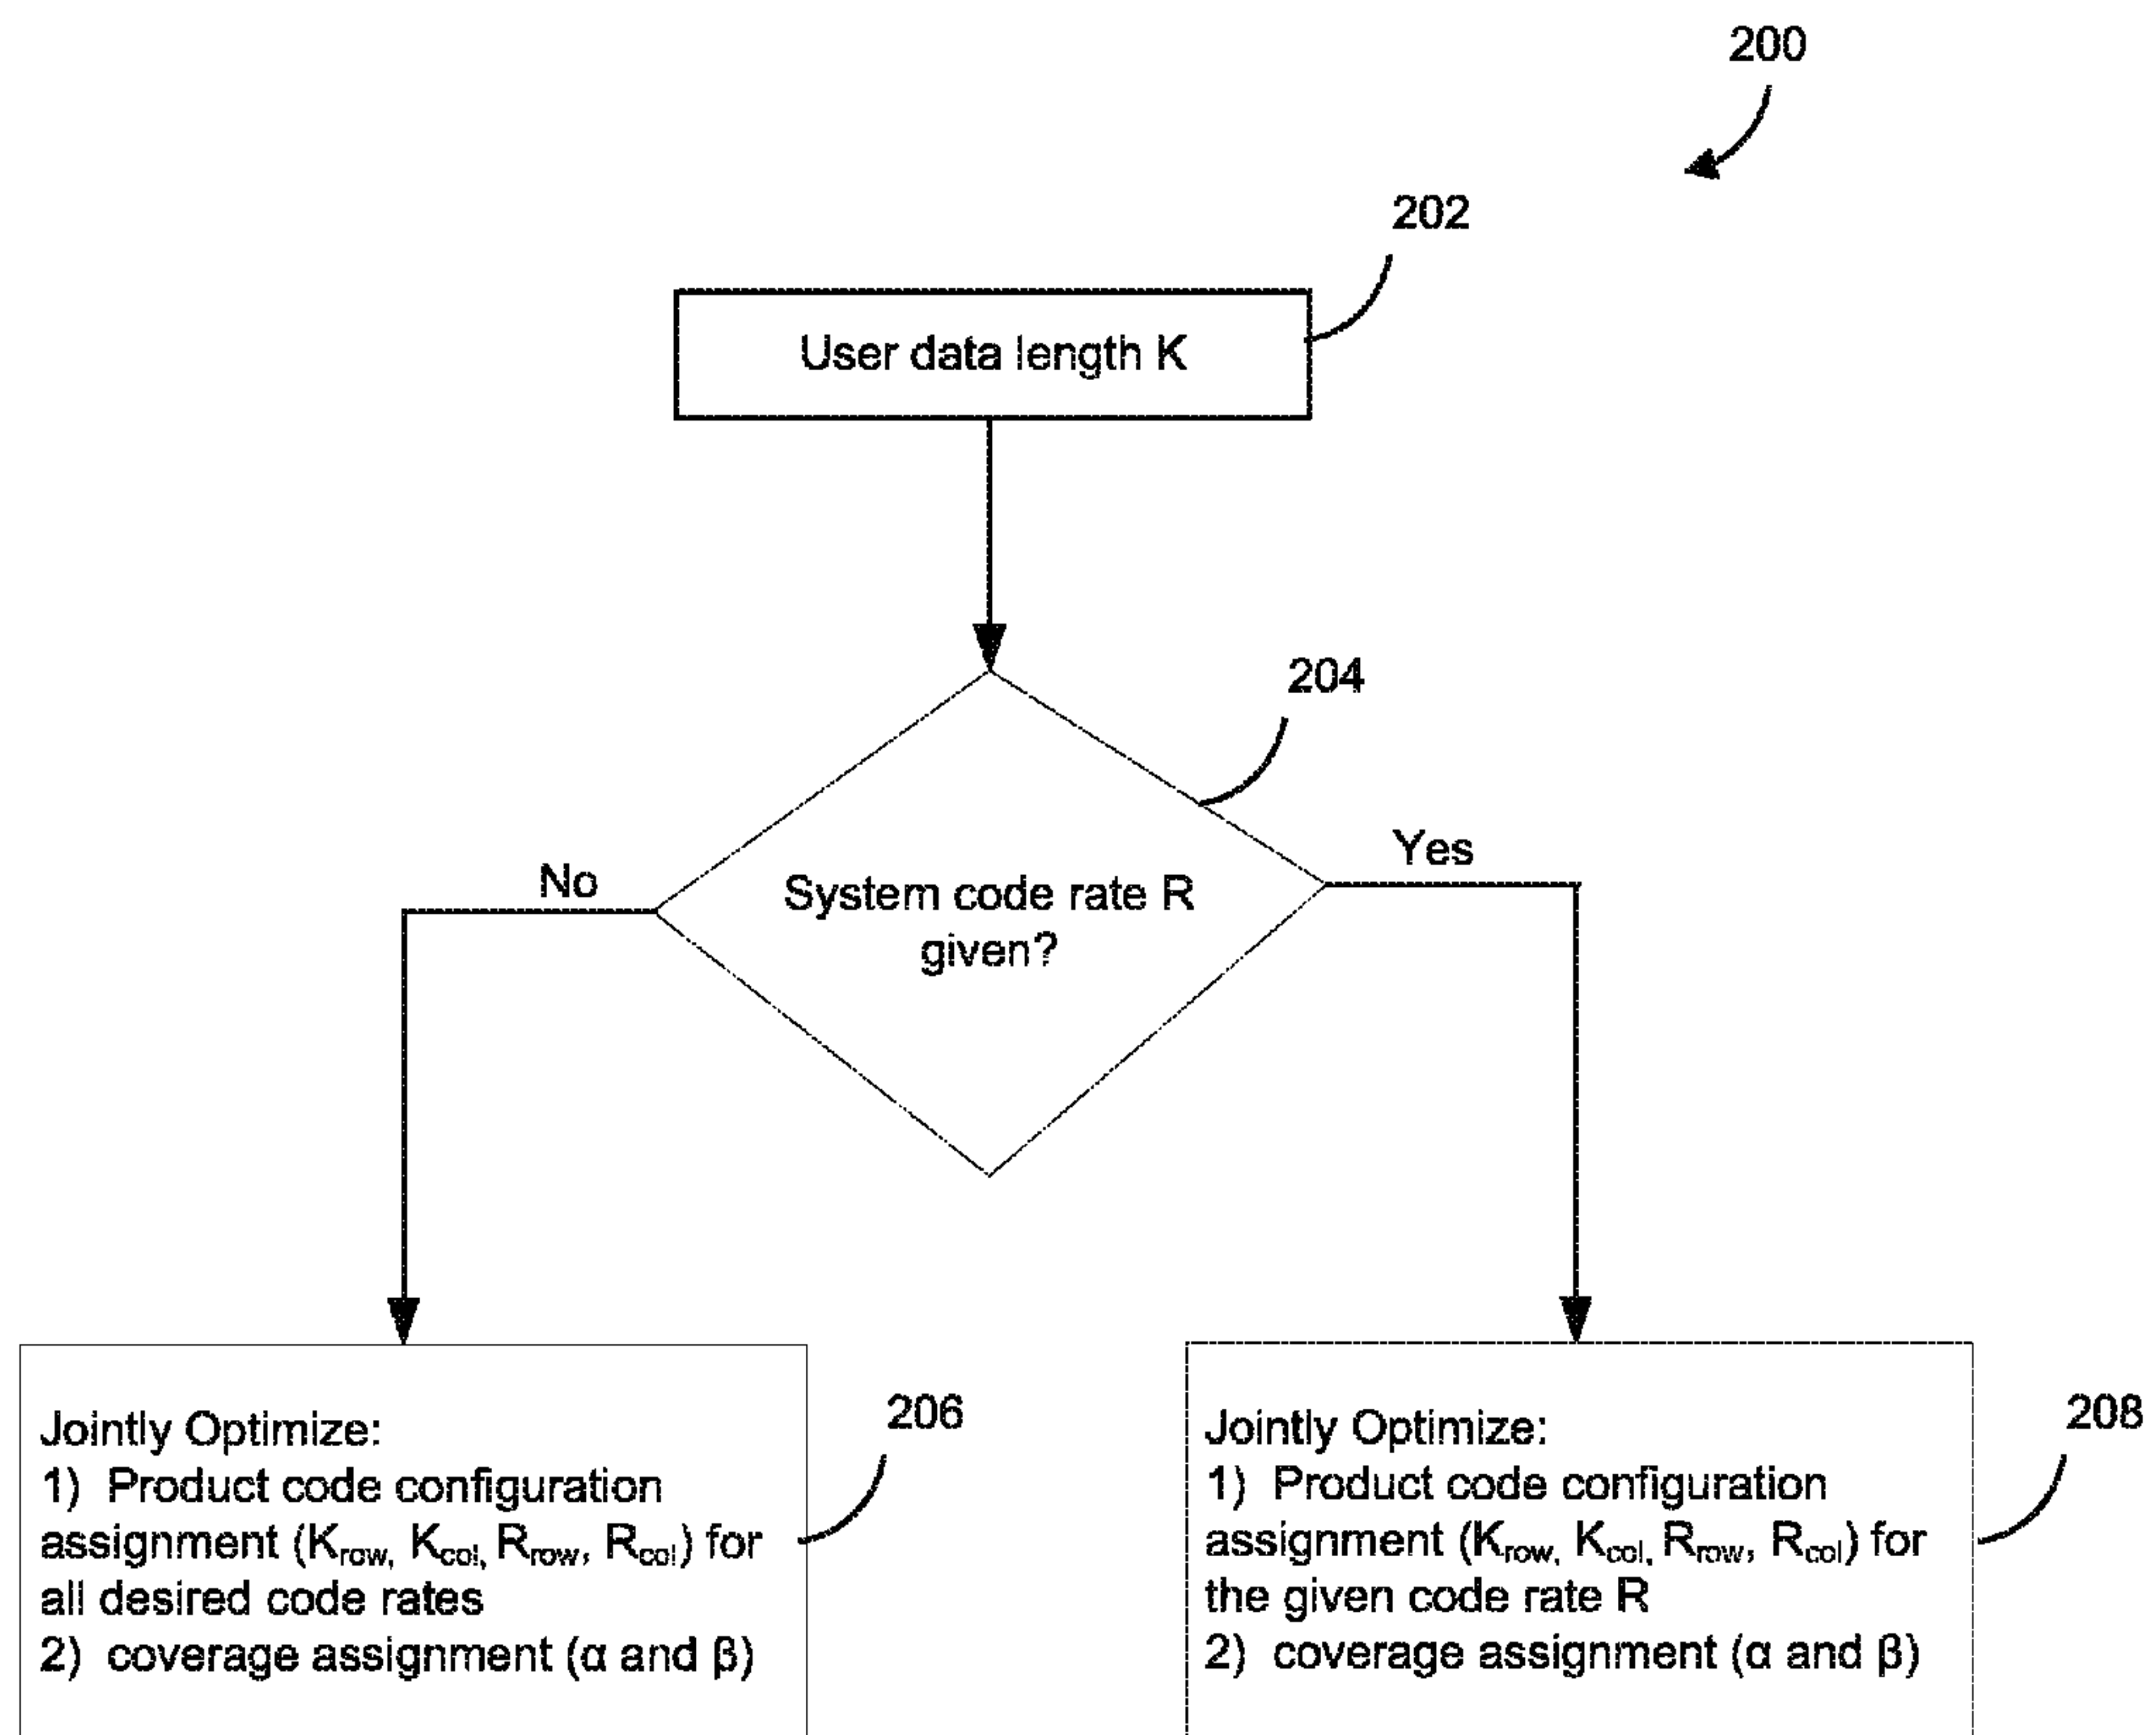 200
202
User data length K
204
No
Yes
System code rate R
given?
206
Jointly Optimize:
1) Product code configuration
assignment (Krow, Kcol, Rrow, Rcol) for
all desired code rates
2) coverage assignment (α and β)
208
Jointly Optimize:
1) Product code configuration
assignment (Krow, Kcol, Rrow, Rcol) for
the given code rate R
2) coverage assignment (α and β)